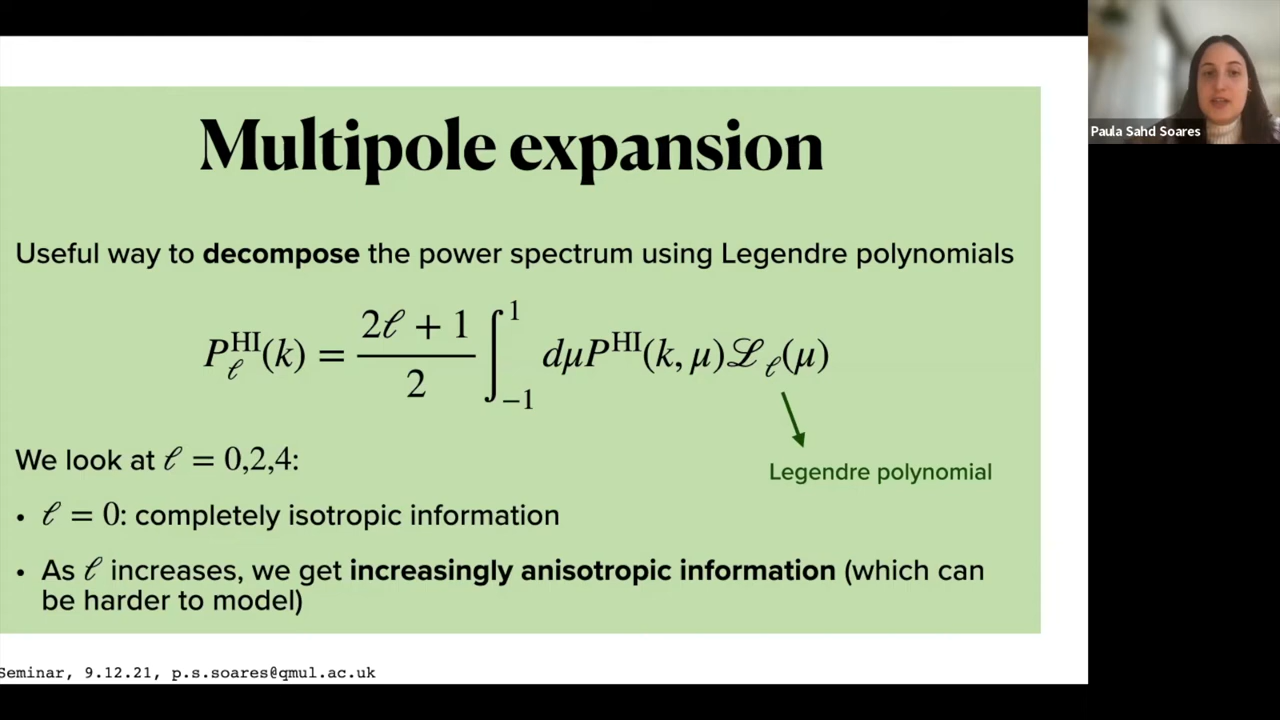 Multipole expansion
Paula Sahd Soares
Useful way to decompose the power spectrum using Legendre polynomials
P_ℓ^HI(k) = (2ℓ + 1)/2 ∫_{-1}^{1} dμP^HI(k, μ)ℒ_ℓ(μ)
Legendre polynomial
We look at ℓ = 0,2,4:
• ℓ = 0: completely isotropic information
• As ℓ increases, we get increasingly anisotropic information (which can
be harder to model)
Seminar, 9.12.21, p.s.soares@qmul.ac.uk